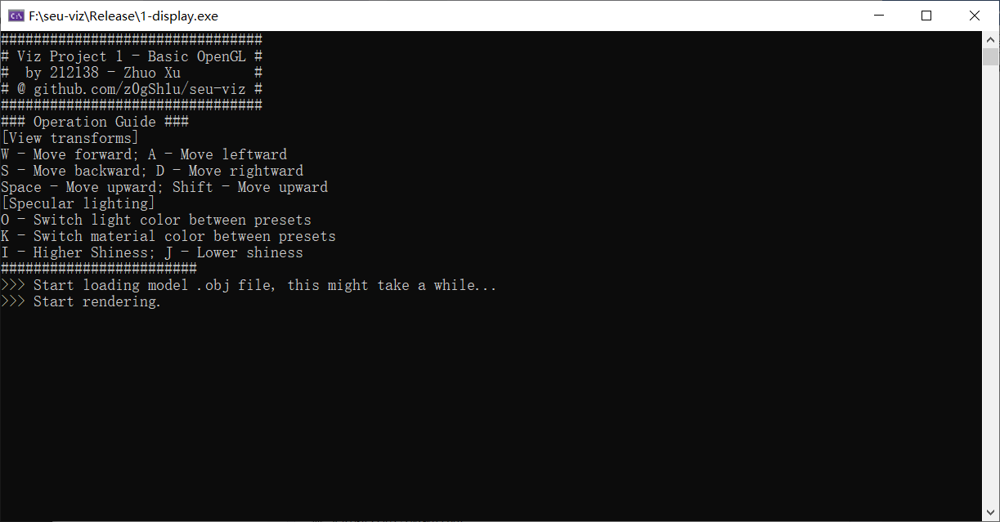 F:\seu-viz\Release\1-display.exe
################################
# Viz Project 1 - Basic OpenGL #
#  by 212138 - Zhuo Xu         #
# @ github.com/z0gSh1u/seu-viz #
################################
### Operation Guide ###
[View transforms]
W - Move forward; A - Move leftward
S - Move backward; D - Move rightward
Space - Move upward; Shift - Move upward
[Specular lighting]
O - Switch light color between presets
K - Switch material color between presets
I - Higher Shiness; J - Lower shiness
########################
>>> Start loading model .obj file, this might take a while...
>>> Start rendering.